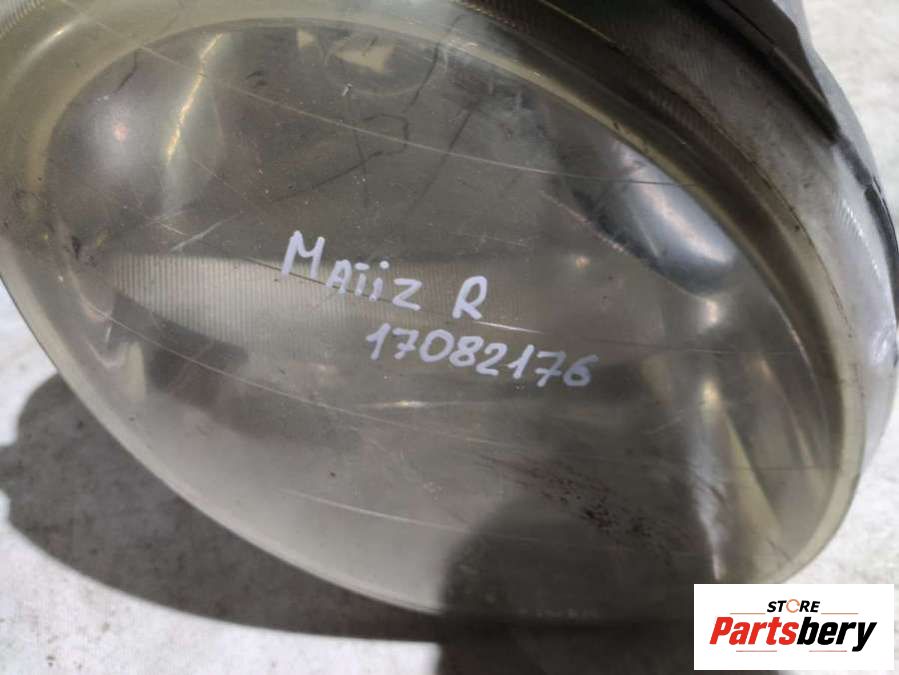 Maiiz R
17082176
STORE
Partsbery